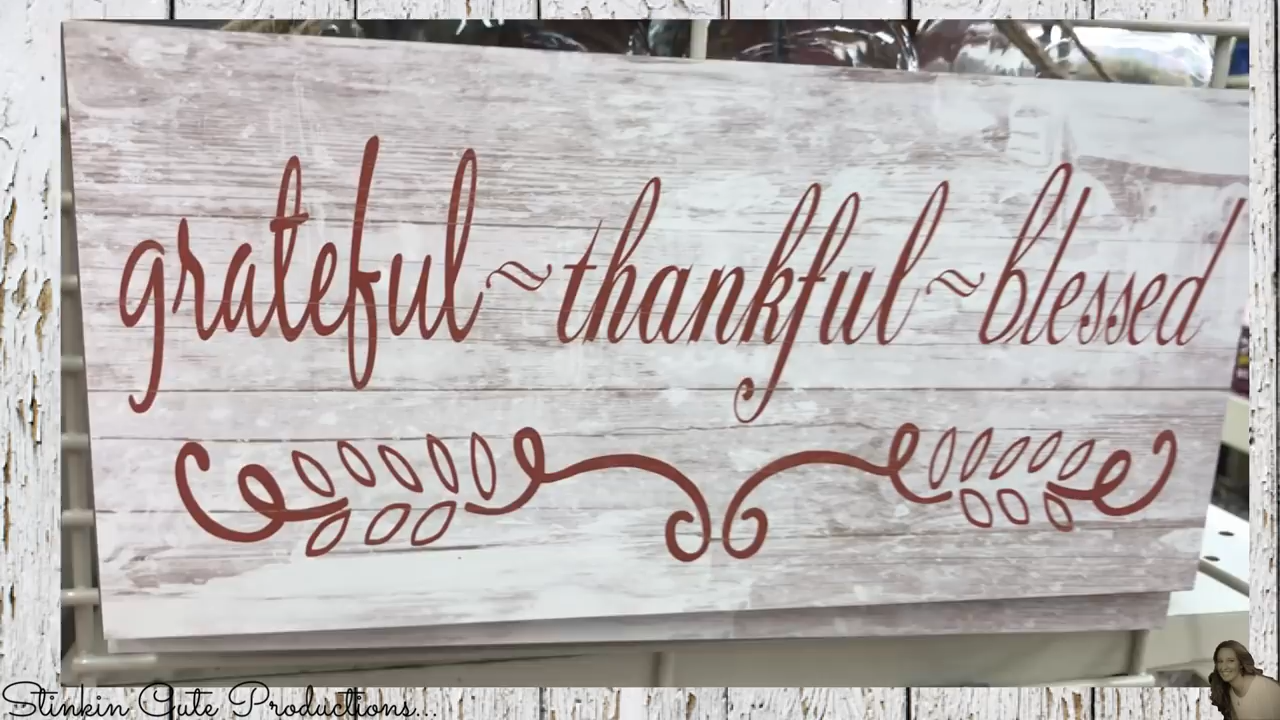 grateful ~ thankful ~ blessed
Stinkin Cute Productions...